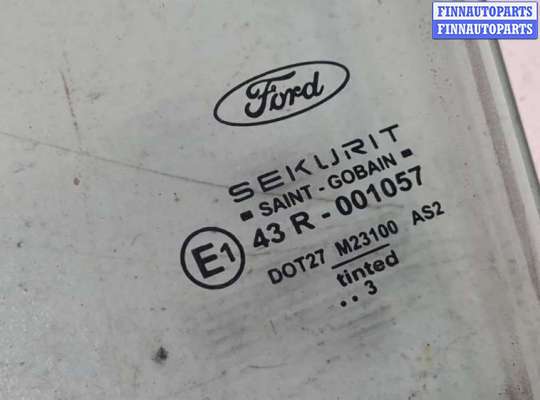 FINNAUTOPARTS
FINNAUTOPARTS
Ford
SEKURIT
▪ SAINT - GOBAIN ▪
E1 43 R - 001057
DOT27 M23100 AS2
tinted
. . 3